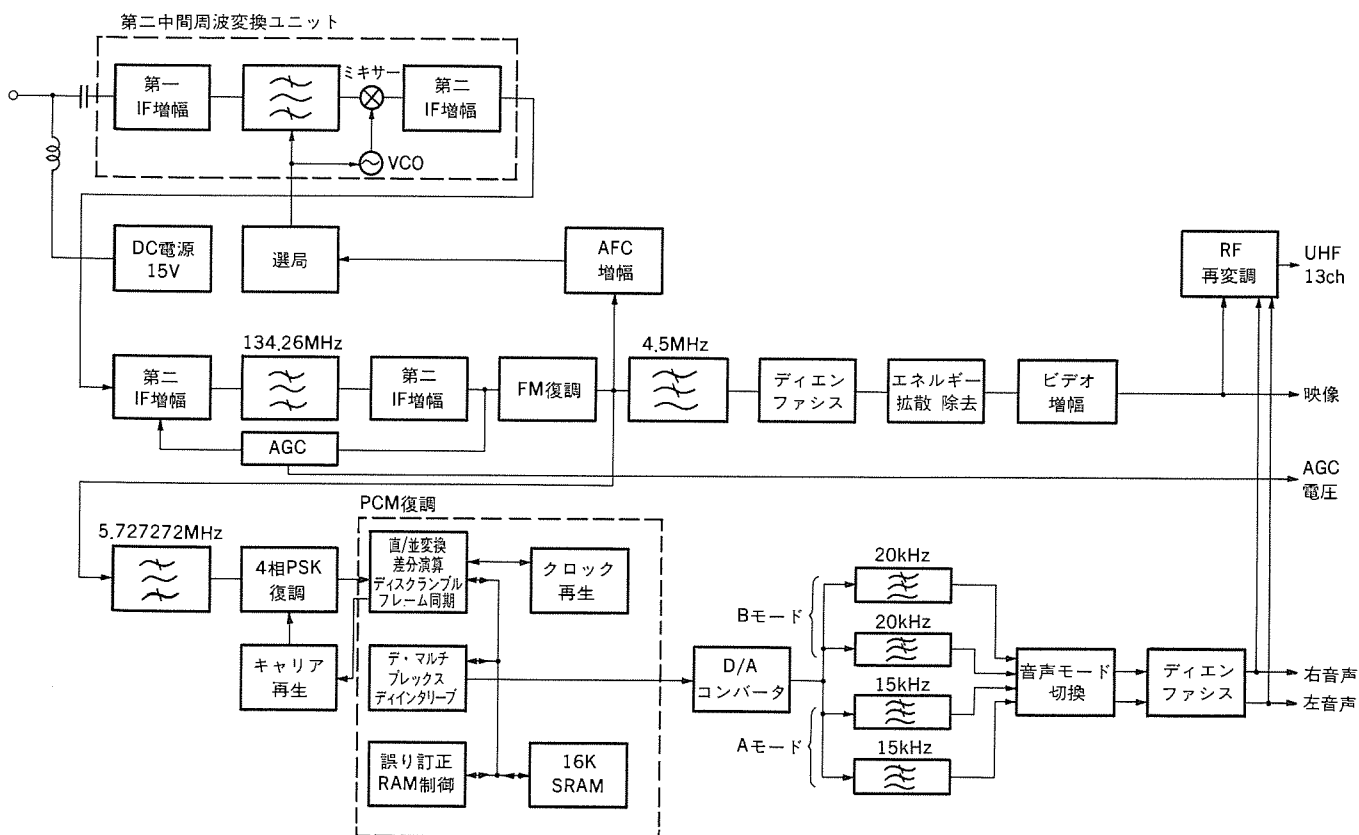 第二中間周波変換ユニット
第一
IF増幅
ミキサー
第二
IF増幅
VCO
DC電源
15V
選局
AFC
増幅
RF
再変調
UHF
13ch
第二
IF増幅
134.26MHz
第二
IF増幅
FM復調
4.5MHz
ディエン
ファシス
エネルギー
拡散 除去
ビデオ
増幅
映像
AGC
AGC
電圧
PCM復調
5.727272MHz
4相PSK
復調
直/並変換
差分演算
ディスクランブル
フレーム同期
クロック
再生
キャリア
再生
デ・マルチ
プレックス
ディインタリーブ
誤り訂正
RAM制御
16K
SRAM
D/A
コンバータ
Bモード
20kHz
20kHz
Aモード
15kHz
15kHz
音声モード
切換
ディエン
ファシス
右音声
左音声